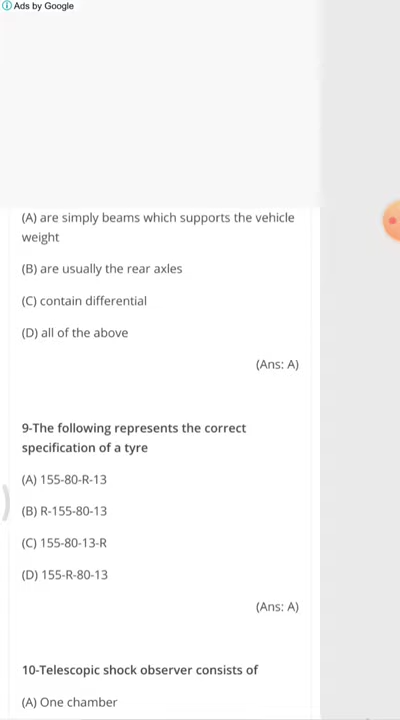 Ads by Google
(A) are simply beams which supports the vehicle
weight
(B) are usually the rear axles
(C) contain differential
(D) all of the above
(Ans: A)
9-The following represents the correct
specification of a tyre
(A) 155-80-R-13
(B) R-155-80-13
(C) 155-80-13-R
(D) 155-R-80-13
(Ans: A)
10-Telescopic shock observer consists of
(A) One chamber